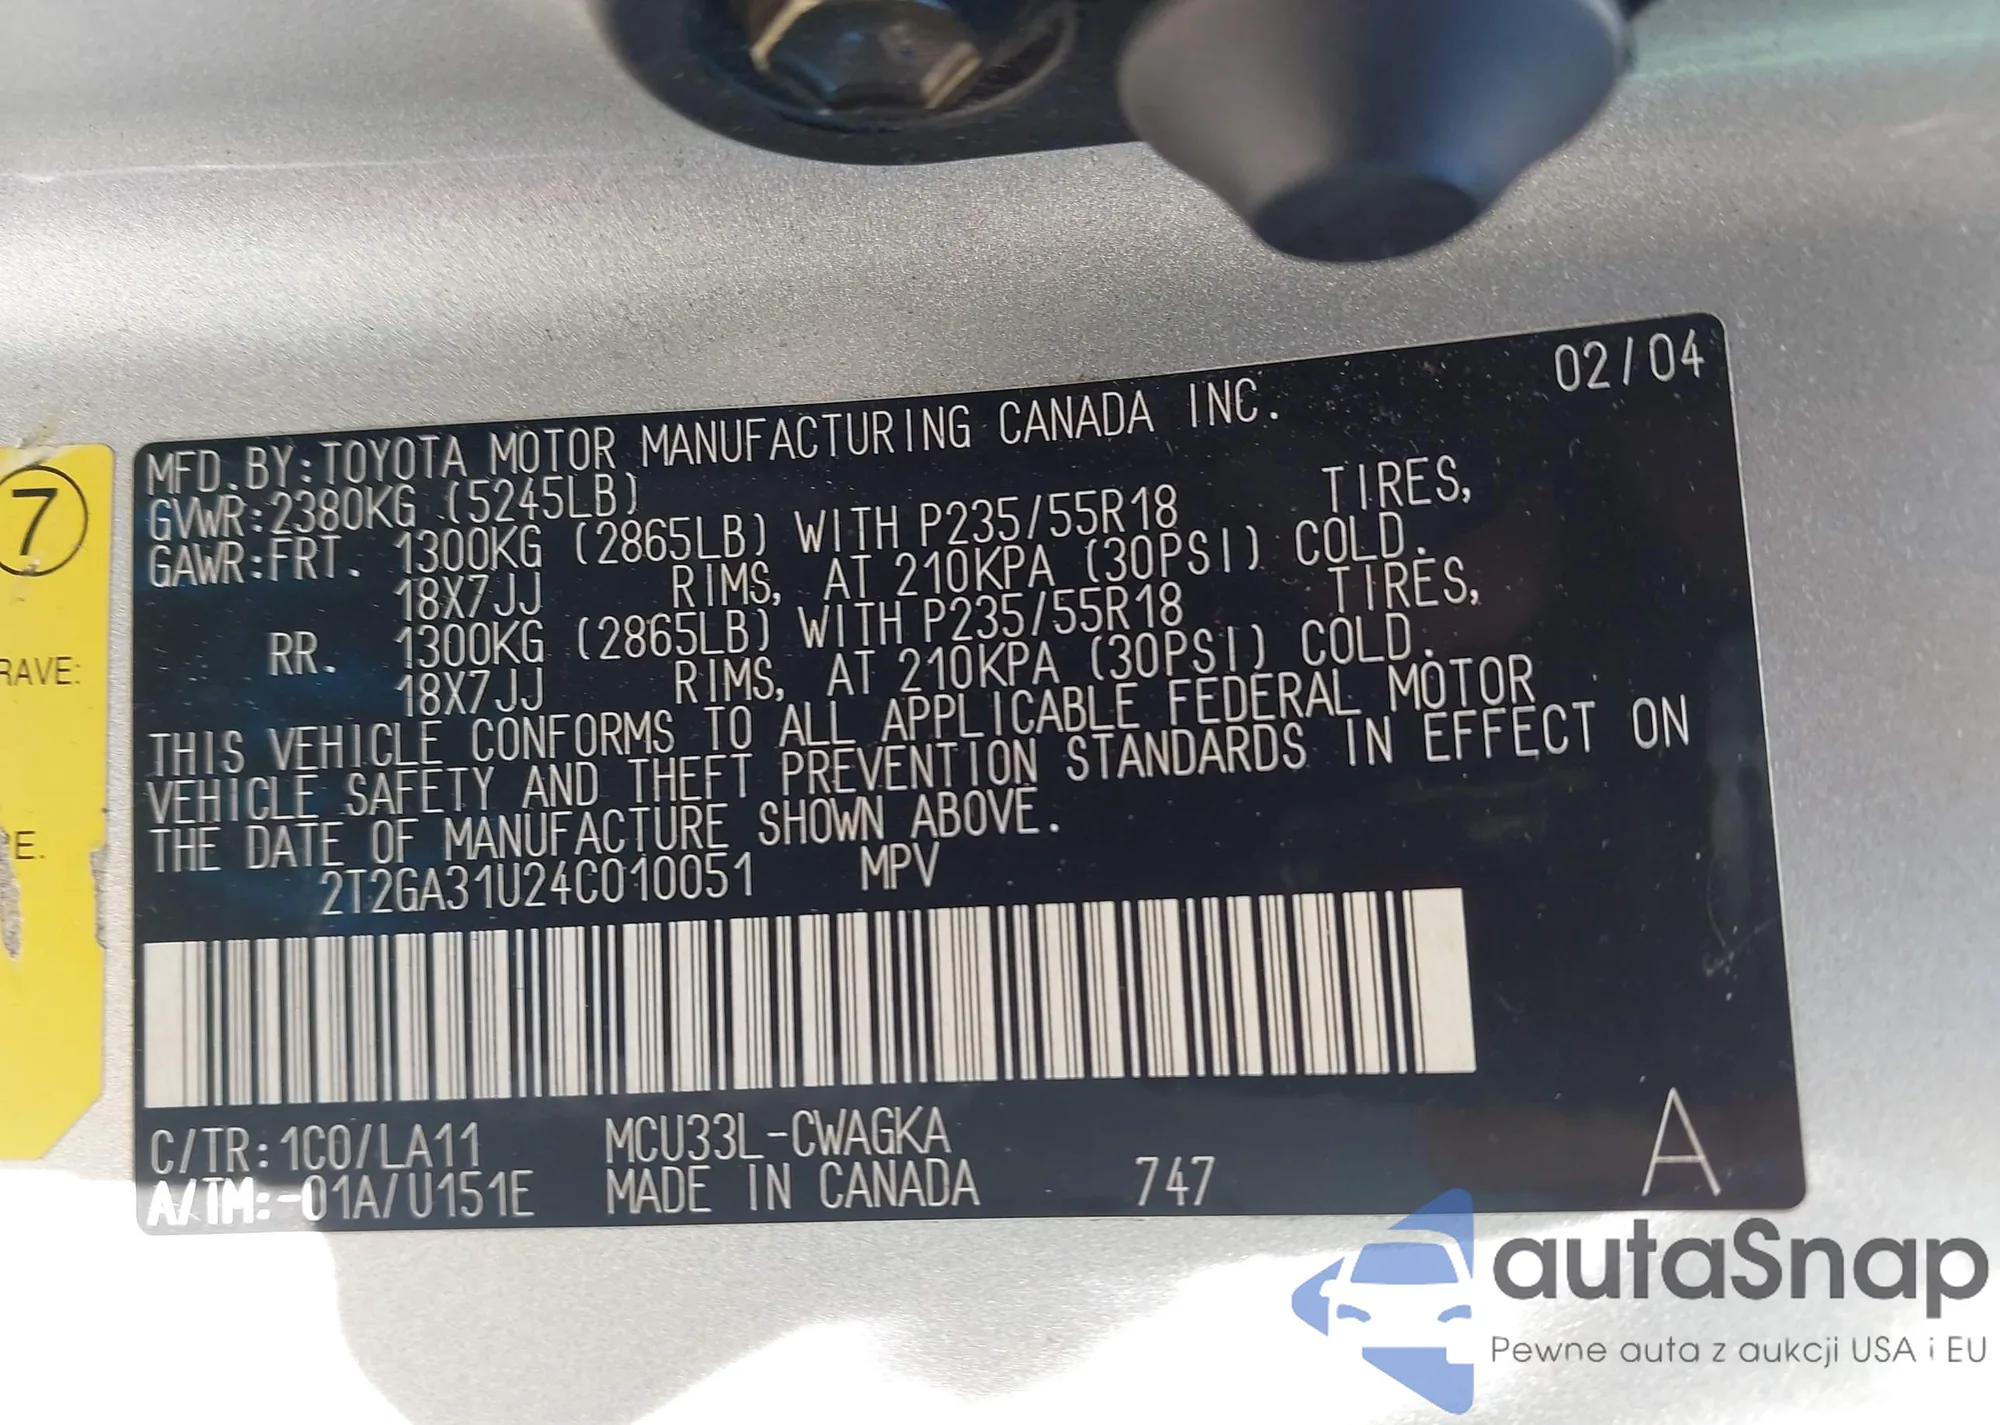 02/04
MFD.BY:TOYOTA MOTOR MANUFACTURING CANADA INC.
GVWR:2380KG (5245LB)
GAWR:FRT. 1300KG (2865LB) WITH P235/55R18 TIRES,
18X7JJ RIMS, AT 210KPA (30PSI) COLD.
RR. 1300KG (2865LB) WITH P235/55R18 TIRES,
18X7JJ RIMS, AT 210KPA (30PSI) COLD.
THIS VEHICLE CONFORMS TO ALL APPLICABLE FEDERAL MOTOR
VEHICLE SAFETY AND THEFT PREVENTION STANDARDS IN EFFECT ON
THE DATE OF MANUFACTURE SHOWN ABOVE.
2T2GA31U24C010051 MPV
C/TR:1C0/LA11 MCU33L-CWAGKA
A/TM:-01A/U151E MADE IN CANADA 747
A
7
RAVE:
E.
autaSnap
Pewne auta z aukcji USA i EU